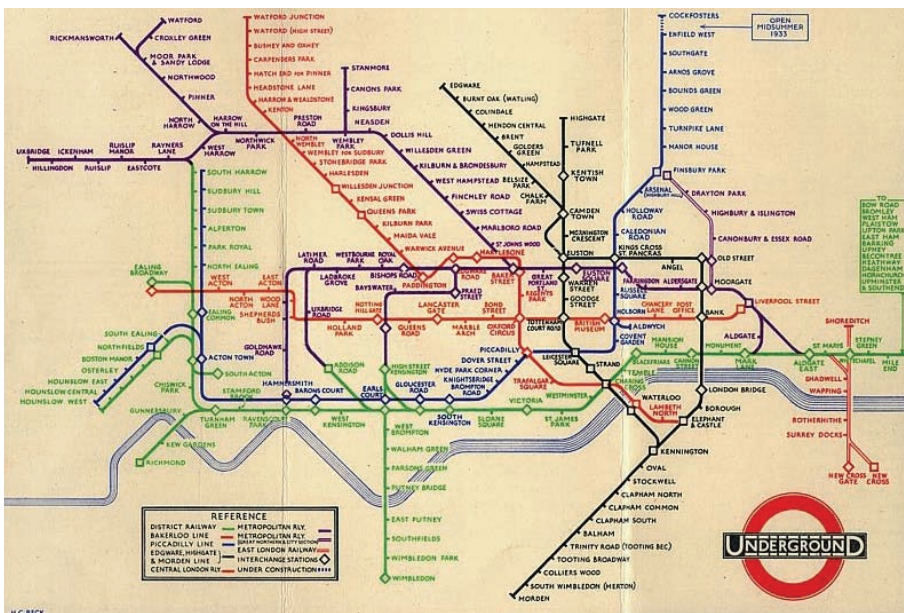 WATFORD
CROXLEY GREEN
RICKMANSWORTH
MOOR PARK
& SANDY LODGE
NORTHWOOD
PINNER
NORTH
HARROW
HARROW
ON THE HILL
NORTHWICK
PARK
PRESTON
ROAD
WEMBLEY
PARK
UXBRIDGE
ICKENHAM
RUISLIP
MANOR
RAYNERS
LANE
WEST
HARROW
HILLINGDON
RUISLIP
EASTCOTE
WATFORD JUNCTION
WATFORD (HIGH STREET)
BUSHEY AND OXHEY
CARPENDERS PARK
HATCH END FOR PINNER
HEADSTONE LANE
HARROW & WEALDSTONE
KENTON
NORTH
WEMBLEY
WEMBLEY FOR SUDBURY
STONEBRIDGE PARK
HARLESDEN
WILLESDEN JUNCTION
KENSAL GREEN
QUEENS PARK
KILBURN PARK
MAIDA VALE
WARWICK AVENUE
STANMORE
CANONS PARK
KINGSBURY
NEASDEN
DOLLIS HILL
WILLESDEN GREEN
KILBURN & BRONDESBURY
WEST HAMPSTEAD
FINCHLEY ROAD
SWISS COTTAGE
MARLBORO ROAD
ST JOHNS WOOD
MARYLEBONE
EDGWARE
BURNT OAK (WATLING)
COLINDALE
HENDON CENTRAL
BRENT
GOLDERS
GREEN
HAMPSTEAD
BELSIZE
PARK
CHALK
FARM
CAMDEN
TOWN
MORNINGTON
CRESCENT
EUSTON
HIGHGATE
TUFNELL
PARK
KENTISH
TOWN
COCKFOSTERS
OPEN
MIDSUMMER
1933
ENFIELD WEST
SOUTHGATE
ARNOS GROVE
BOUNDS GREEN
WOOD GREEN
TURNPIKE LANE
MANOR HOUSE
FINSBURY
PARK
ARSENAL
(HIGHBURY HILL)
HOLLOWAY
ROAD
CALEDONIAN
ROAD
KINGS CROSS
ST. PANCRAS
DRAYTON PARK
HIGHBURY & ISLINGTON
CANONBURY & ESSEX ROAD
OLD STREET
ANGEL
MOORGATE
TO
BOW ROAD
BROMLEY
WEST HAM
PLAISTOW
UPTON PARK
EAST HAM
BARKING
UPNEY
BECONTREE
HEATHWAY
DAGENHAM
HORNCHURCH
UPMINSTER
& SOUTHEND
SOUTH HARROW
SUDBURY HILL
SUDBURY TOWN
ALPERTON
PARK ROYAL
NORTH EALING
EALING
BROADWAY
WEST
ACTON
EAST
ACTON
NORTH
ACTON
WOOD
LANE
SHEPHERDS
BUSH
EALING
COMMON
LATIMER
ROAD
LADBROKE
GROVE
WESTBOURNE
PARK
ROYAL
OAK
BISHOPS ROAD
PADDINGTON
EDGWARE
ROAD
PRAED
STREET
BAKER
STREET
GREAT
PORTLAND
ST
REGENTS
PARK
EUSTON
SQUARE
WARREN
STREET
GOODGE
STREET
RUSSELL
SQUARE
FARRINGDON
ALDERSGATE
LIVERPOOL STREET
BAYSWATER
UXBRIDGE
ROAD
GOLDHAWK
ROAD
NOTTING
HILL GATE
HOLLAND
PARK
QUEENS
ROAD
LANCASTER
GATE
MARBLE
ARCH
BOND
STREET
OXFORD
CIRCUS
TOTTENHAM
COURT ROAD
BRITISH
MUSEUM
HOLBORN
CHANCERY
LANE
POST
OFFICE
BANK
ALDWYCH
COVENT
GARDEN
LEICESTER
SQUARE
STRAND
PICCADILLY
DOVER STREET
HYDE PARK CORNER
KNIGHTSBRIDGE
BROMPTON
ROAD
TRAFALGAR
SQUARE
CHARING
CROSS
WESTMINSTER
TEMPLE
BLACKFRIARS
MANSION
HOUSE
CANNON
STREET
MONUMENT
MARK
LANE
ALDGATE
ALDGATE
EAST
ST MARYS
WHITECHAPEL
STEPNEY
GREEN
MILE
END
SHOREDITCH
SHADWELL
WAPPING
ROTHERHITHE
SURREY DOCKS
NEW CROSS
GATE
NEW
CROSS
SOUTH EALING
NORTHFIELDS
BOSTON MANOR
OSTERLEY
HOUNSLOW EAST
HOUNSLOW CENTRAL
HOUNSLOW WEST
ACTON TOWN
SOUTH ACTON
CHISWICK
PARK
GUNNERSBURY
KEW GARDENS
RICHMOND
TURNHAM
GREEN
STAMFORD
BROOK
RAVENSCOURT
PARK
HAMMERSMITH
BARONS COURT
WEST
KENSINGTON
ADDISON
ROAD
EARLS
COURT
HIGH STREET
KENSINGTON
GLOUCESTER
ROAD
SOUTH
KENSINGTON
SLOANE
SQUARE
VICTORIA
ST JAMES
PARK
WATERLOO
LAMBETH
NORTH
LONDON BRIDGE
BOROUGH
ELEPHANT
& CASTLE
KENNINGTON
OVAL
STOCKWELL
CLAPHAM NORTH
CLAPHAM COMMON
CLAPHAM SOUTH
BALHAM
TRINITY ROAD (TOOTING BEC)
TOOTING BROADWAY
COLLIERS WOOD
SOUTH WIMBLEDON (MERTON)
MORDEN
WEST
BROMPTON
WALHAM GREEN
PARSONS GREEN
PUTNEY BRIDGE
EAST PUTNEY
SOUTHFIELDS
WIMBLEDON PARK
WIMBLEDON
REFERENCE
DISTRICT RAILWAY
BAKERLOO LINE
PICCADILLY LINE
EDGWARE, HIGHGATE
& MORDEN LINE
CENTRAL LONDON RLY.
METROPOLITAN RLY.
METROPOLITAN RLY.
(GREAT NORTHERN & CITY SECTION)
EAST LONDON RAILWAY
INTERCHANGE STATIONS
UNDER CONSTRUCTION
UNDERGROUND
H.C. BECK